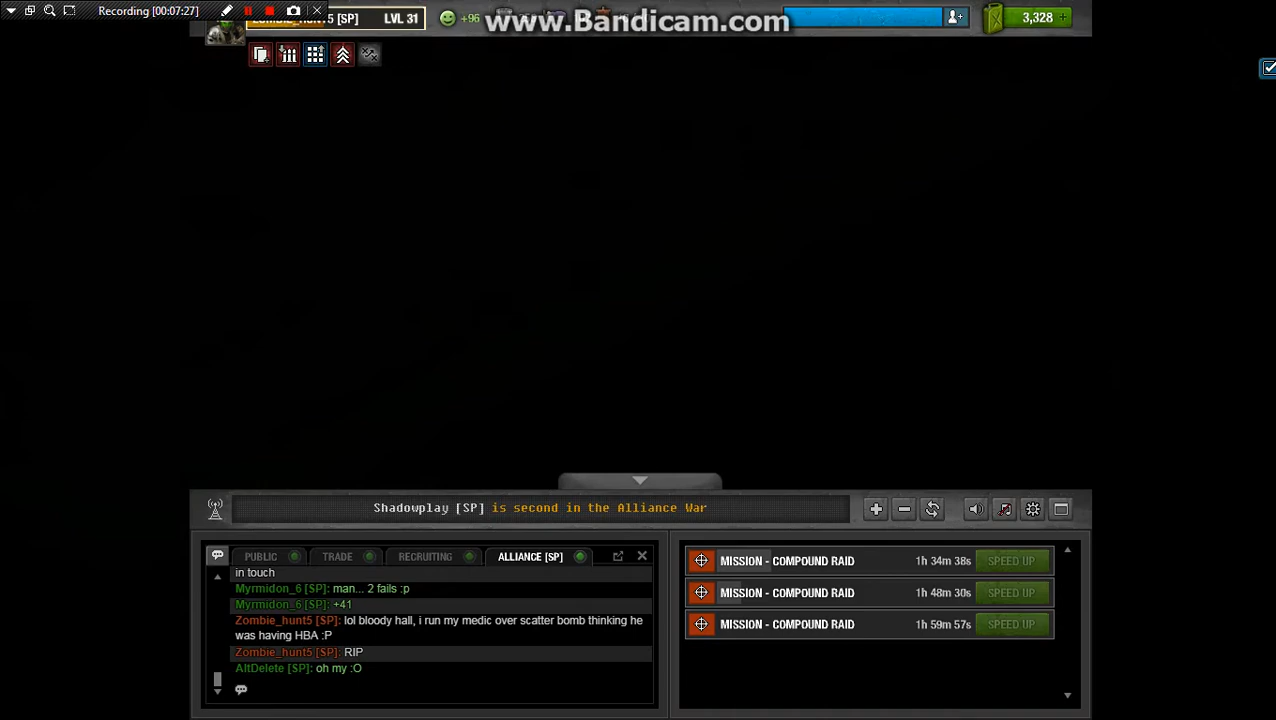 Recording [00:07:27]
www.Bandicam.com
ZOMBIE_HUNT5 [SP] LVL 31 +96 3,328 +
Shadowplay [SP] is second in the Alliance War
PUBLIC TRADE RECRUITING ALLIANCE [SP]
in touch
Myrmidon_6 [SP]: man... 2 fails :p
Myrmidon_6 [SP]: +41
Zombie_hunt5 [SP]: lol bloody hall, i run my medic over scatter bomb thinking he
was having HBA :P
Zombie_hunt5 [SP]: RIP
AltDelete [SP]: oh my :O
MISSION - COMPOUND RAID 1h 34m 38s SPEED UP
MISSION - COMPOUND RAID 1h 48m 30s SPEED UP
MISSION - COMPOUND RAID 1h 59m 57s SPEED UP